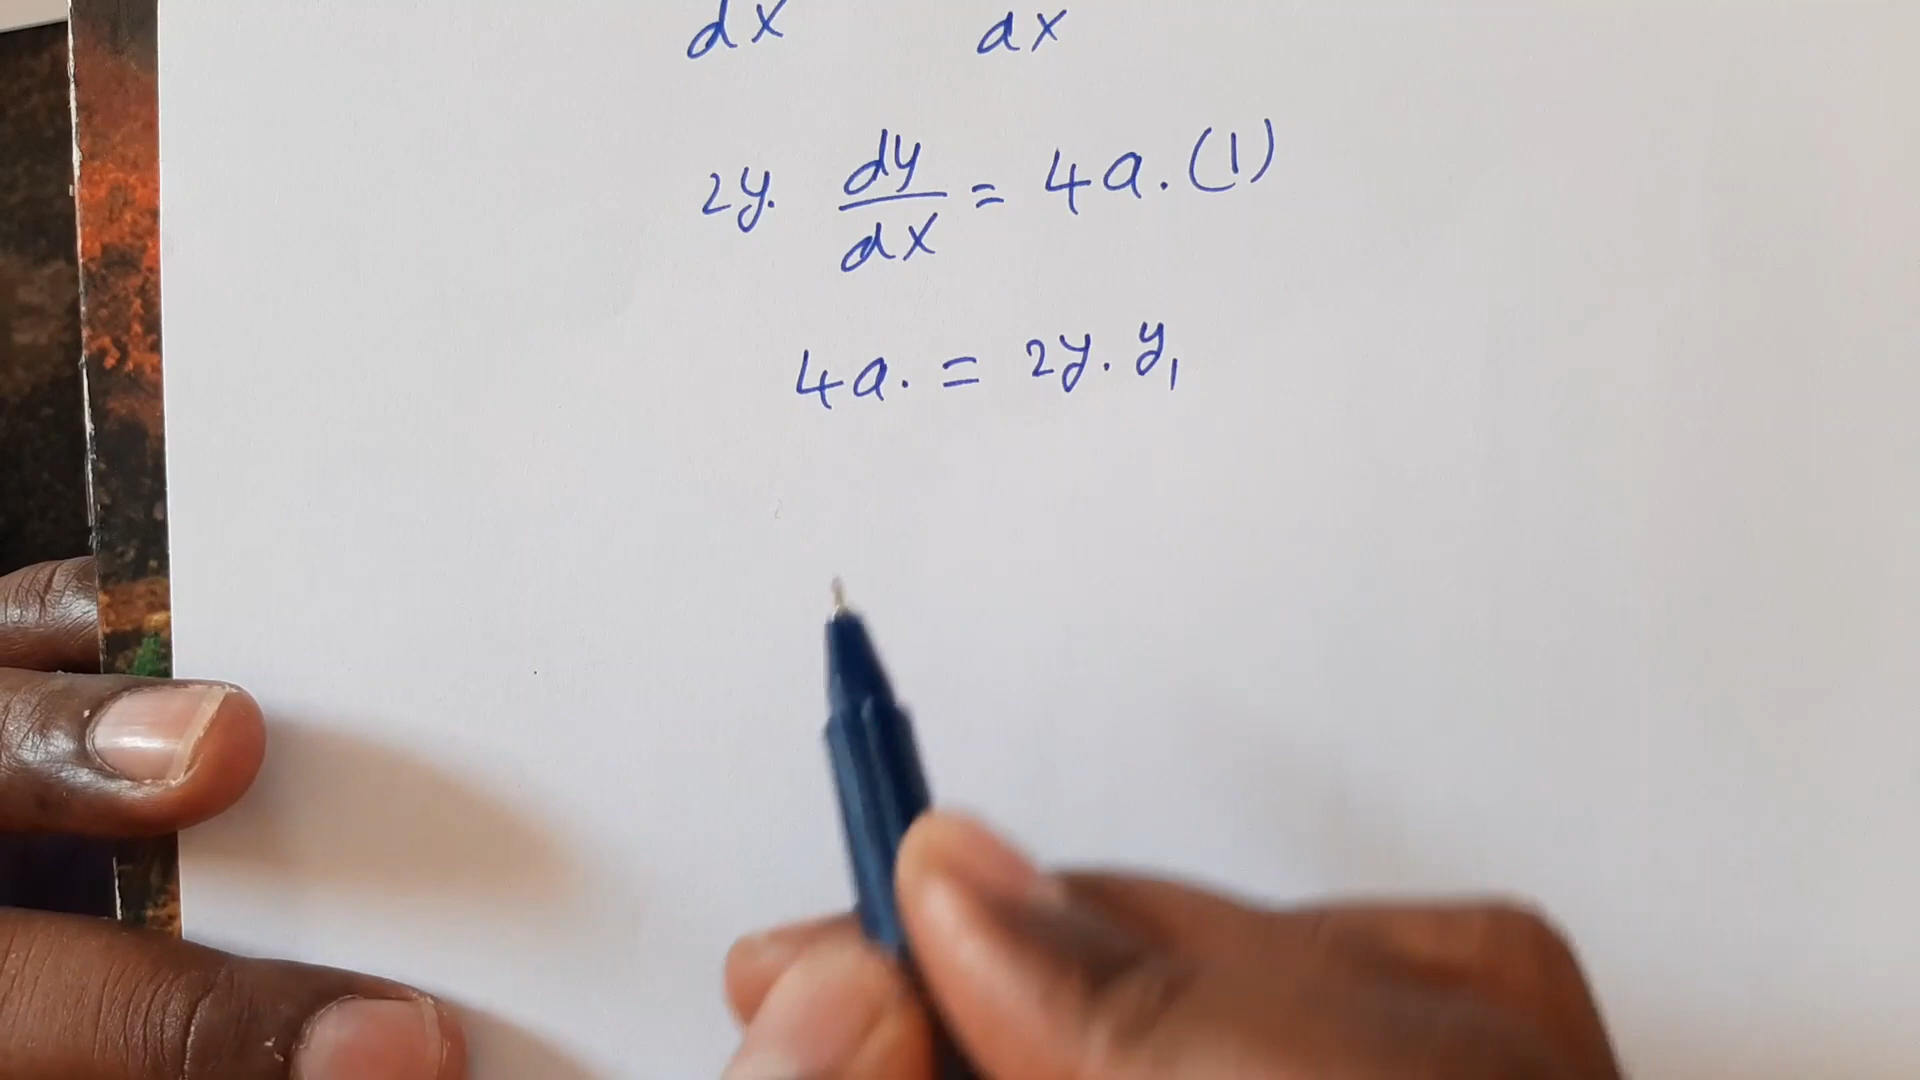 dx dx
2y. dy/dx = 4a.(1)
4a. = 2y. y₁